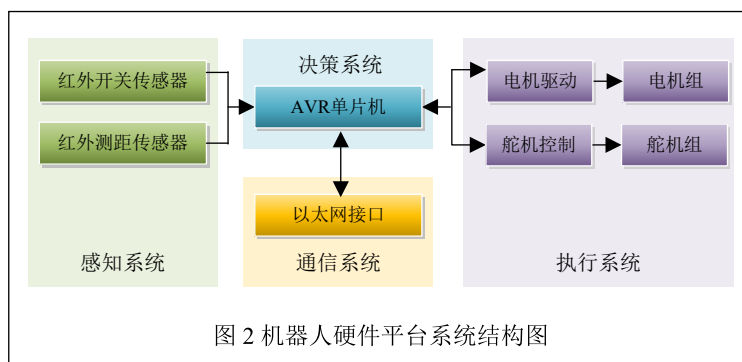 红外开关传感器
红外测距传感器
感知系统
决策系统
AVR单片机
以太网接口
通信系统
电机驱动
电机组
舵机控制
舵机组
执行系统
图 2 机器人硬件平台系统结构图